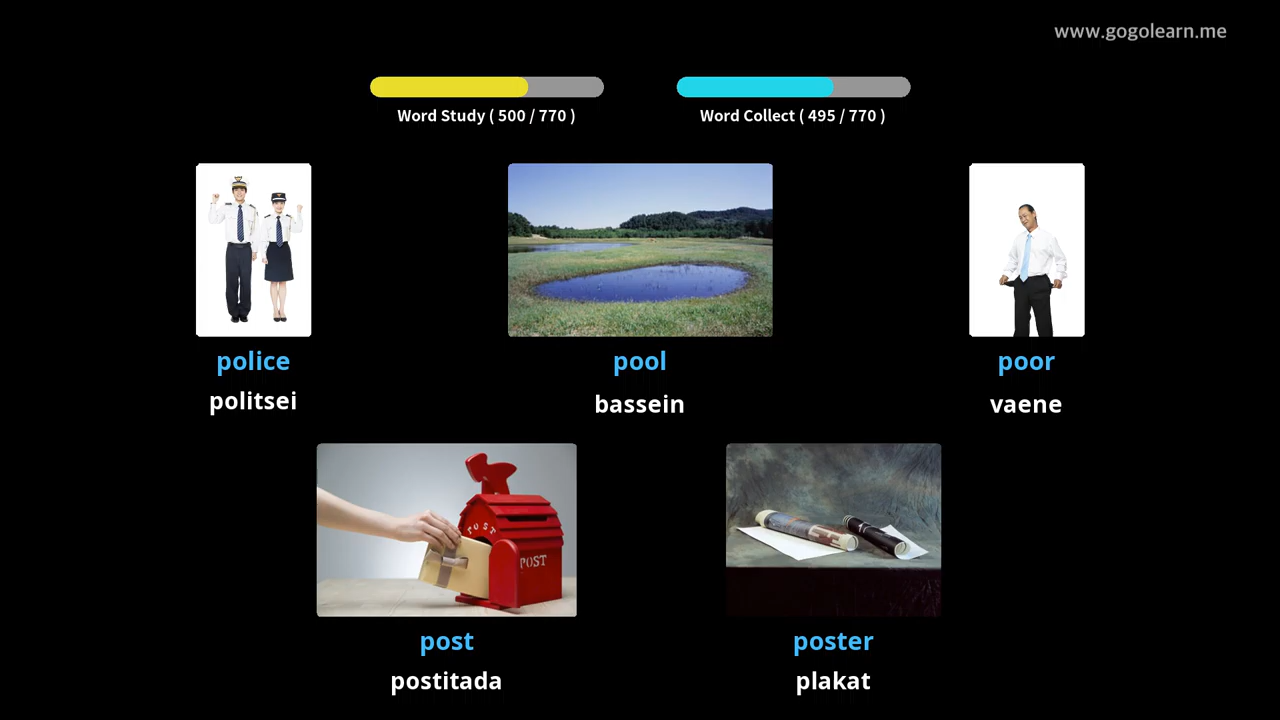 www.gogolearn.me
Word Study ( 500 / 770 )
Word Collect ( 495 / 770 )
police
politsei
pool
bassein
poor
vaene
POST
POST
post
postitada
poster
plakat